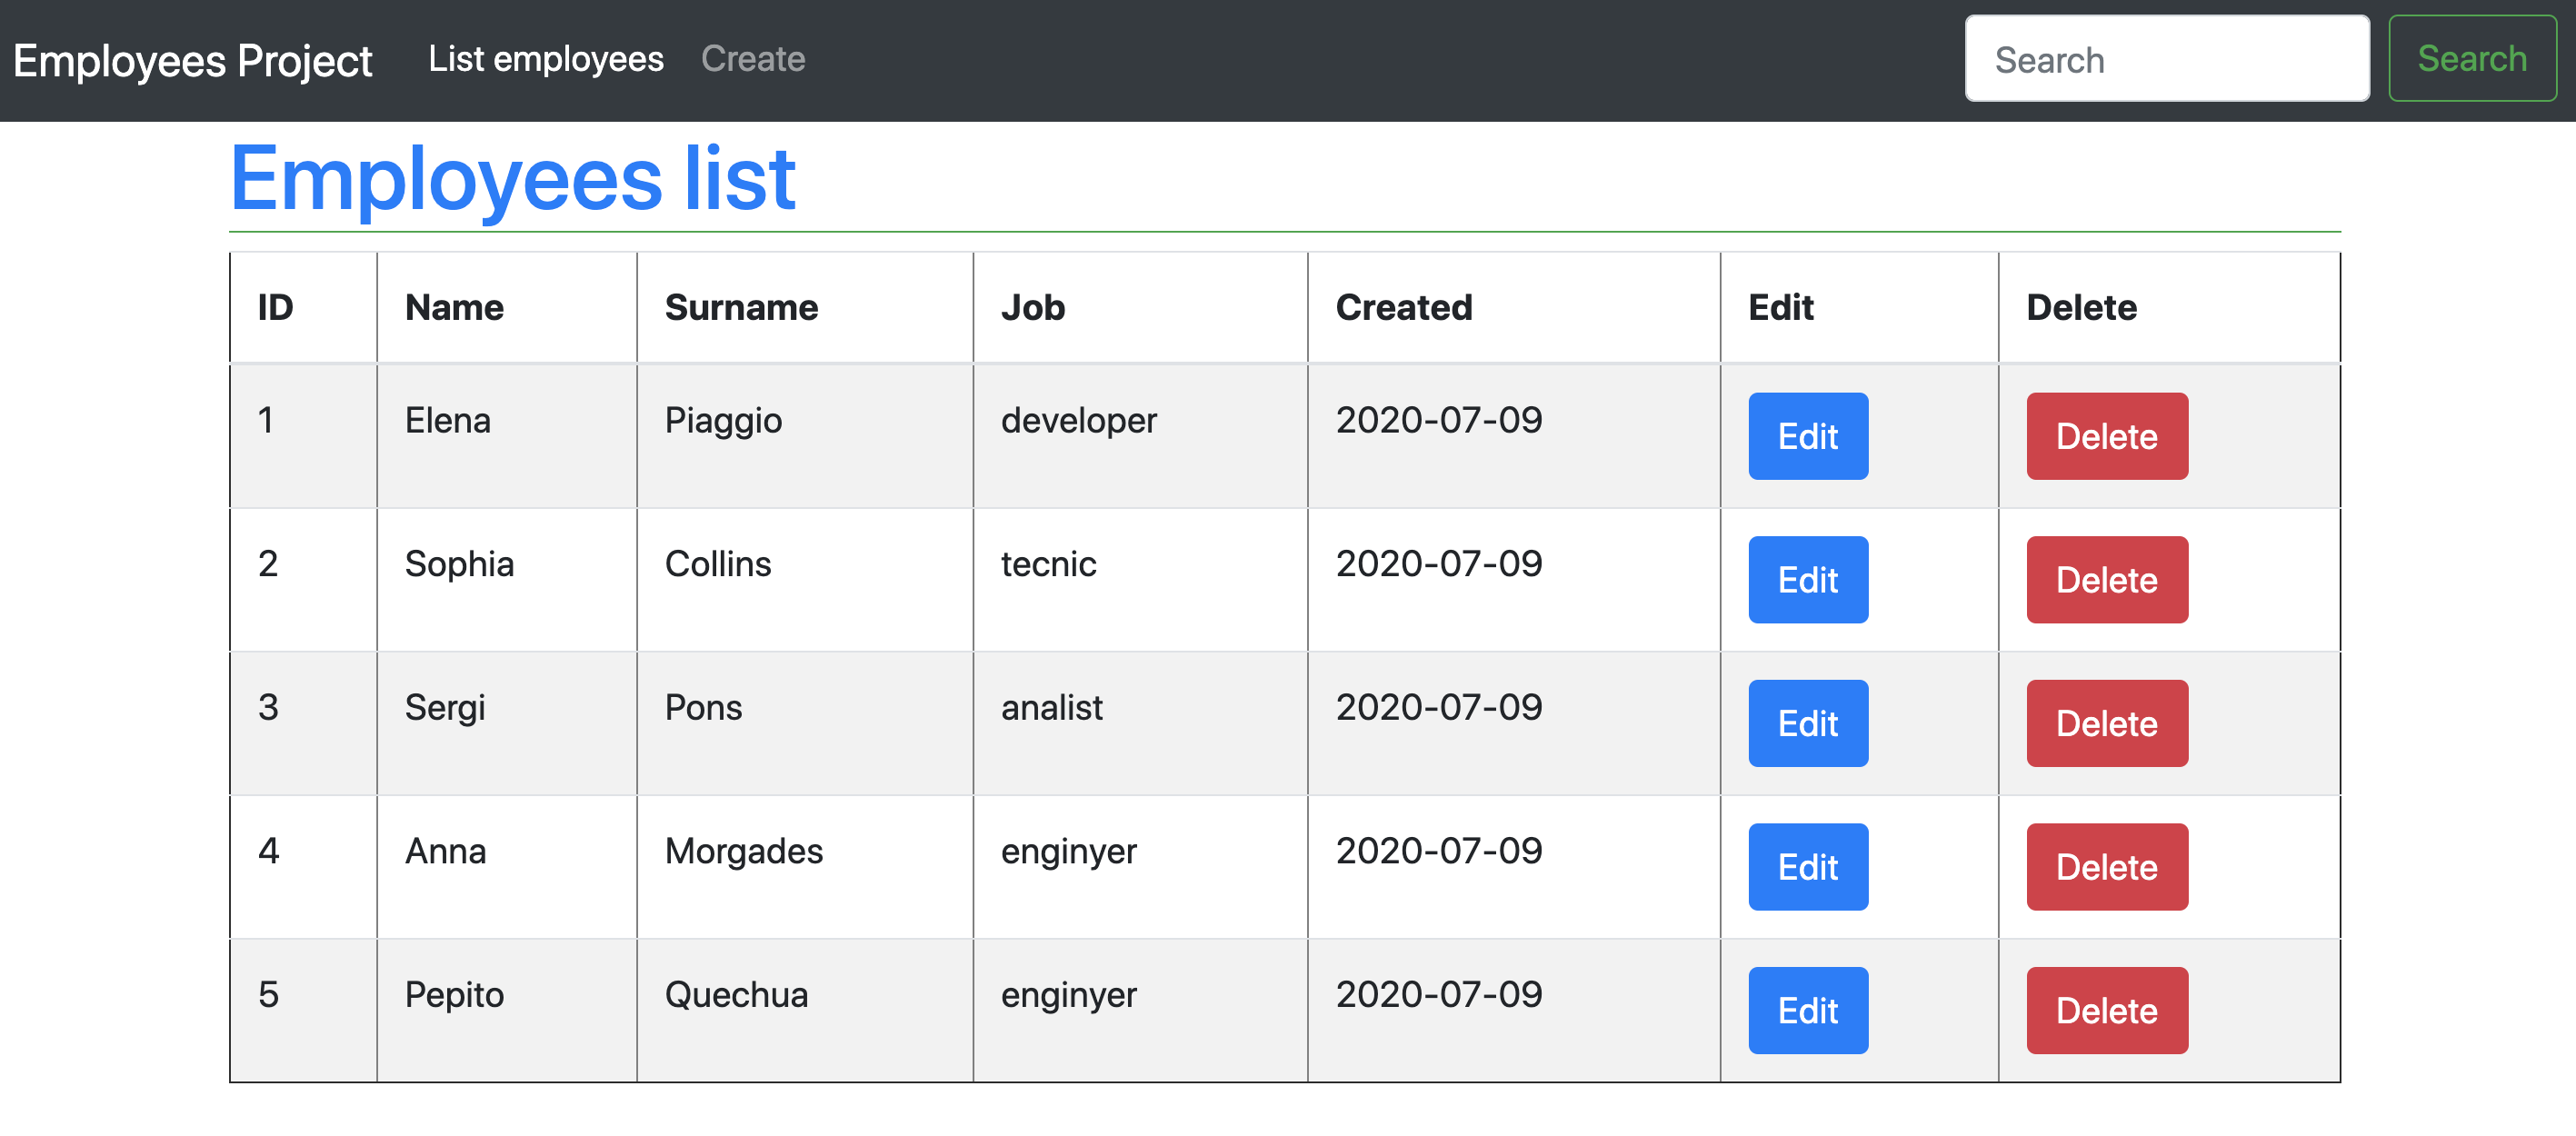 Employees Project List employees Create Search Search
Employees list
ID Name Surname Job Created Edit Delete
1 Elena Piaggio developer 2020-07-09 Edit Delete
2 Sophia Collins tecnic 2020-07-09 Edit Delete
3 Sergi Pons analist 2020-07-09 Edit Delete
4 Anna Morgades enginyer 2020-07-09 Edit Delete
5 Pepito Quechua enginyer 2020-07-09 Edit Delete